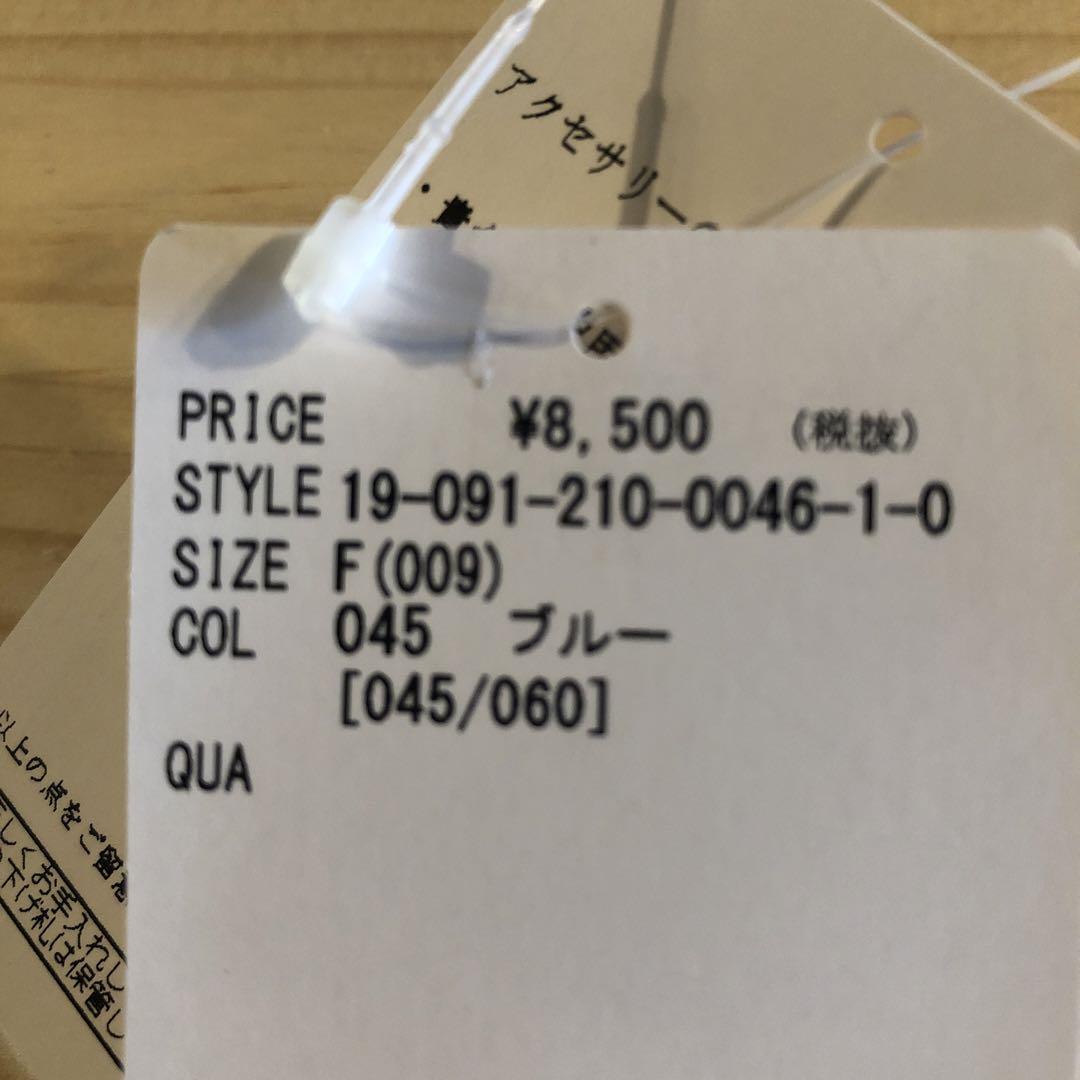 アクセサリー
PRICE ¥8,500 (税抜)
STYLE 19-091-210-0046-1-0
SIZE F(009)
COL 045 ブルー
[045/060]
QUA
以上の点をご留意
しくお手入れし
下げ札は保管し